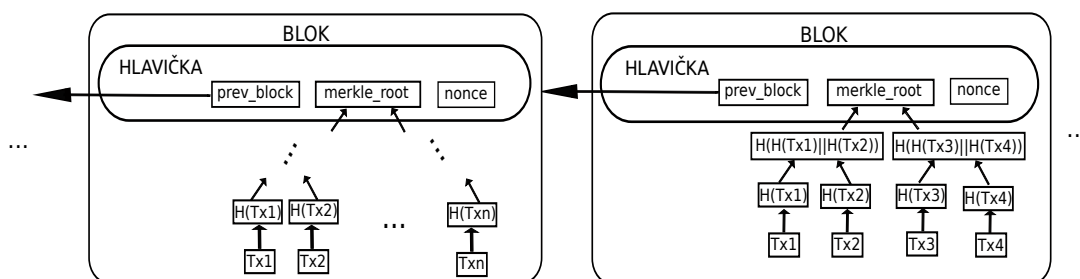 BLOK
HLAVIČKA
prev_block merkle_root nonce
...
H(Tx1) H(Tx2) ... H(Txn)
Tx1 Tx2 Txn
BLOK
HLAVIČKA
prev_block merkle_root nonce
H(H(Tx1)||H(Tx2)) H(H(Tx3)||H(Tx4))
...
H(Tx1) H(Tx2) H(Tx3) H(Tx4)
Tx1 Tx2 Tx3 Tx4